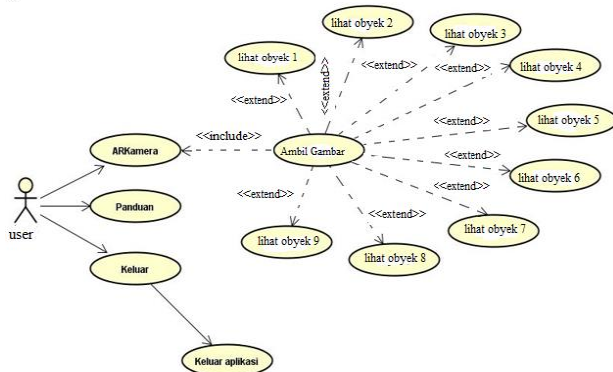 lihat obyek 2
lihat obyek 3
lihat obyek 1
lihat obyek 4
<<extend>>
<<extend>>
<<extend>>
<<extend>>
<<extend>>
lihat obyek 5
<<extend>>
<<include>>
ARKamera
Ambil Gambar
<<extend>>
lihat obyek 6
<<extend>>
<<extend>>
<<extend>>
Panduan
user
lihat obyek 9
lihat obyek 8
lihat obyek 7
Keluar
Keluar aplikasi